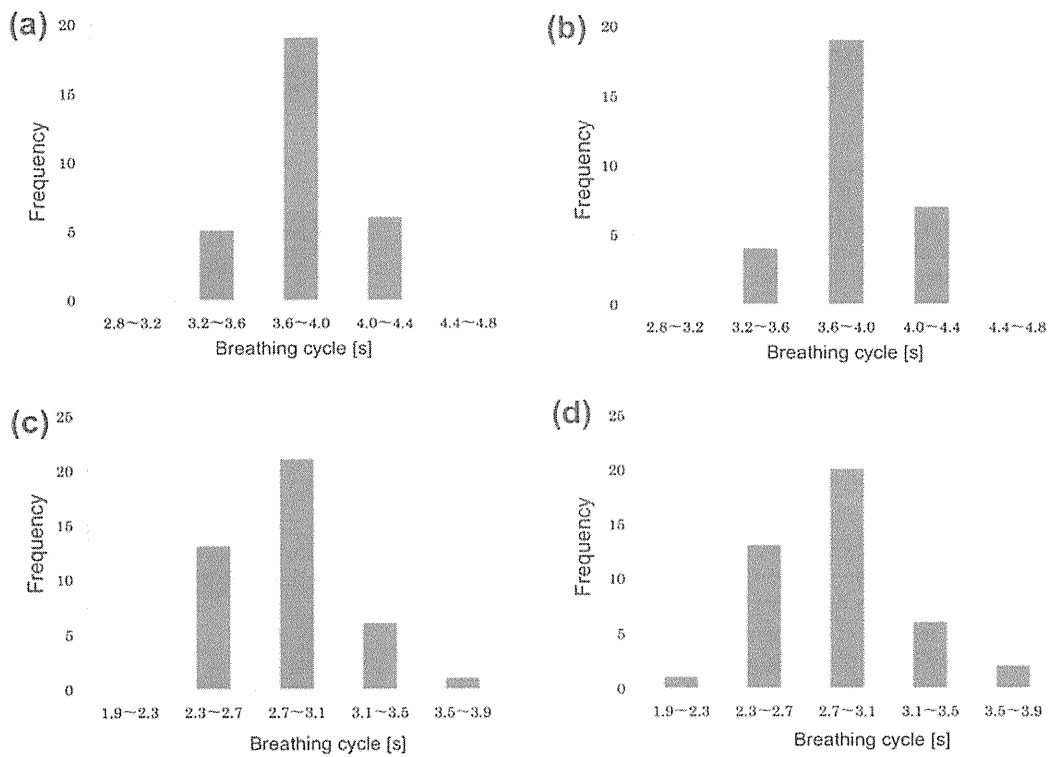 (a)
20
15
10
5
0
Frequency
2.8~3.2 3.2~3.6 3.6~4.0 4.0~4.4 4.4~4.8
Breathing cycle [s]
(b)
20
15
10
5
0
Frequency
2.8~3.2 3.2~3.6 3.6~4.0 4.0~4.4 4.4~4.8
Breathing cycle [s]
(c)
25
20
15
10
5
0
Frequency
1.9~2.3 2.3~2.7 2.7~3.1 3.1~3.5 3.5~3.9
Breathing cycle [s]
(d)
25
20
15
10
5
0
Frequency
1.9~2.3 2.3~2.7 2.7~3.1 3.1~3.5 3.5~3.9
Breathing cycle [s]